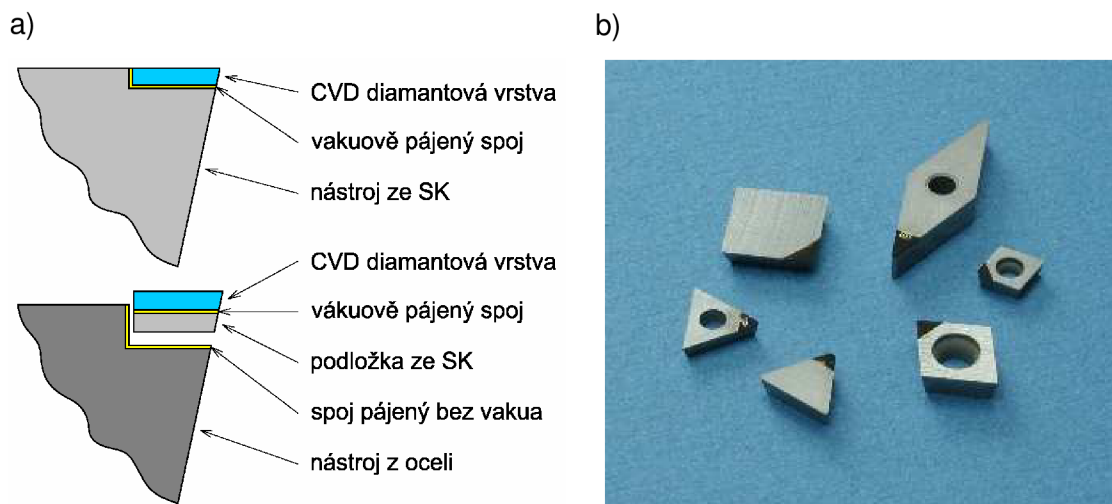 a)
CVD diamantová vrstva
vakuově pájený spoj
nástroj ze SK
CVD diamantová vrstva
vákuově pájený spoj
podložka ze SK
spoj pájený bez vakua
nástroj z oceli
b)